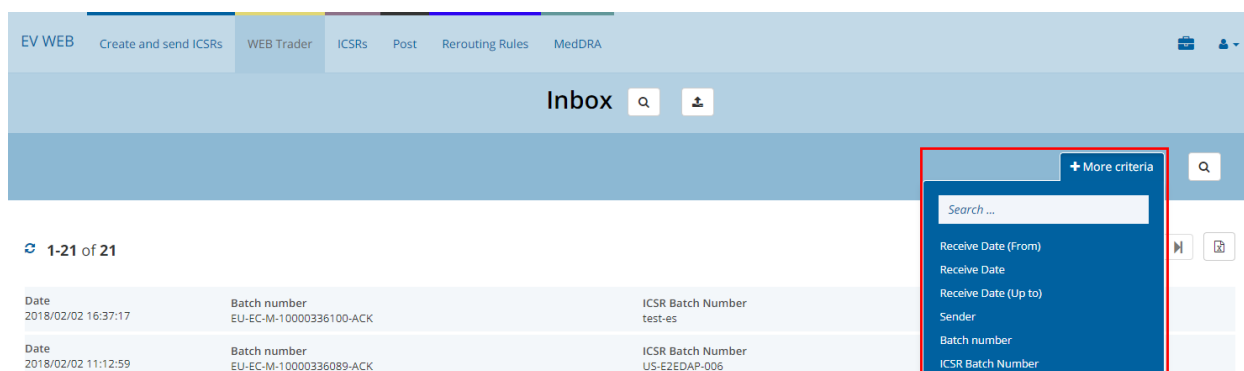 EV WEB Create and send ICSRs WEB Trader ICSRs Post Rerouting Rules MedDRA
Inbox
+ More criteria
Search ...
1-21 of 21
Receive Date (From)
Receive Date
Receive Date (Up to)
Sender
Batch number
ICSR Batch Number
Date Batch number ICSR Batch Number
2018/02/02 16:37:17 EU-EC-M-10000336100-ACK test-es
Date Batch number ICSR Batch Number
2018/02/02 11:12:59 EU-EC-M-10000336089-ACK US-E2EDAP-006